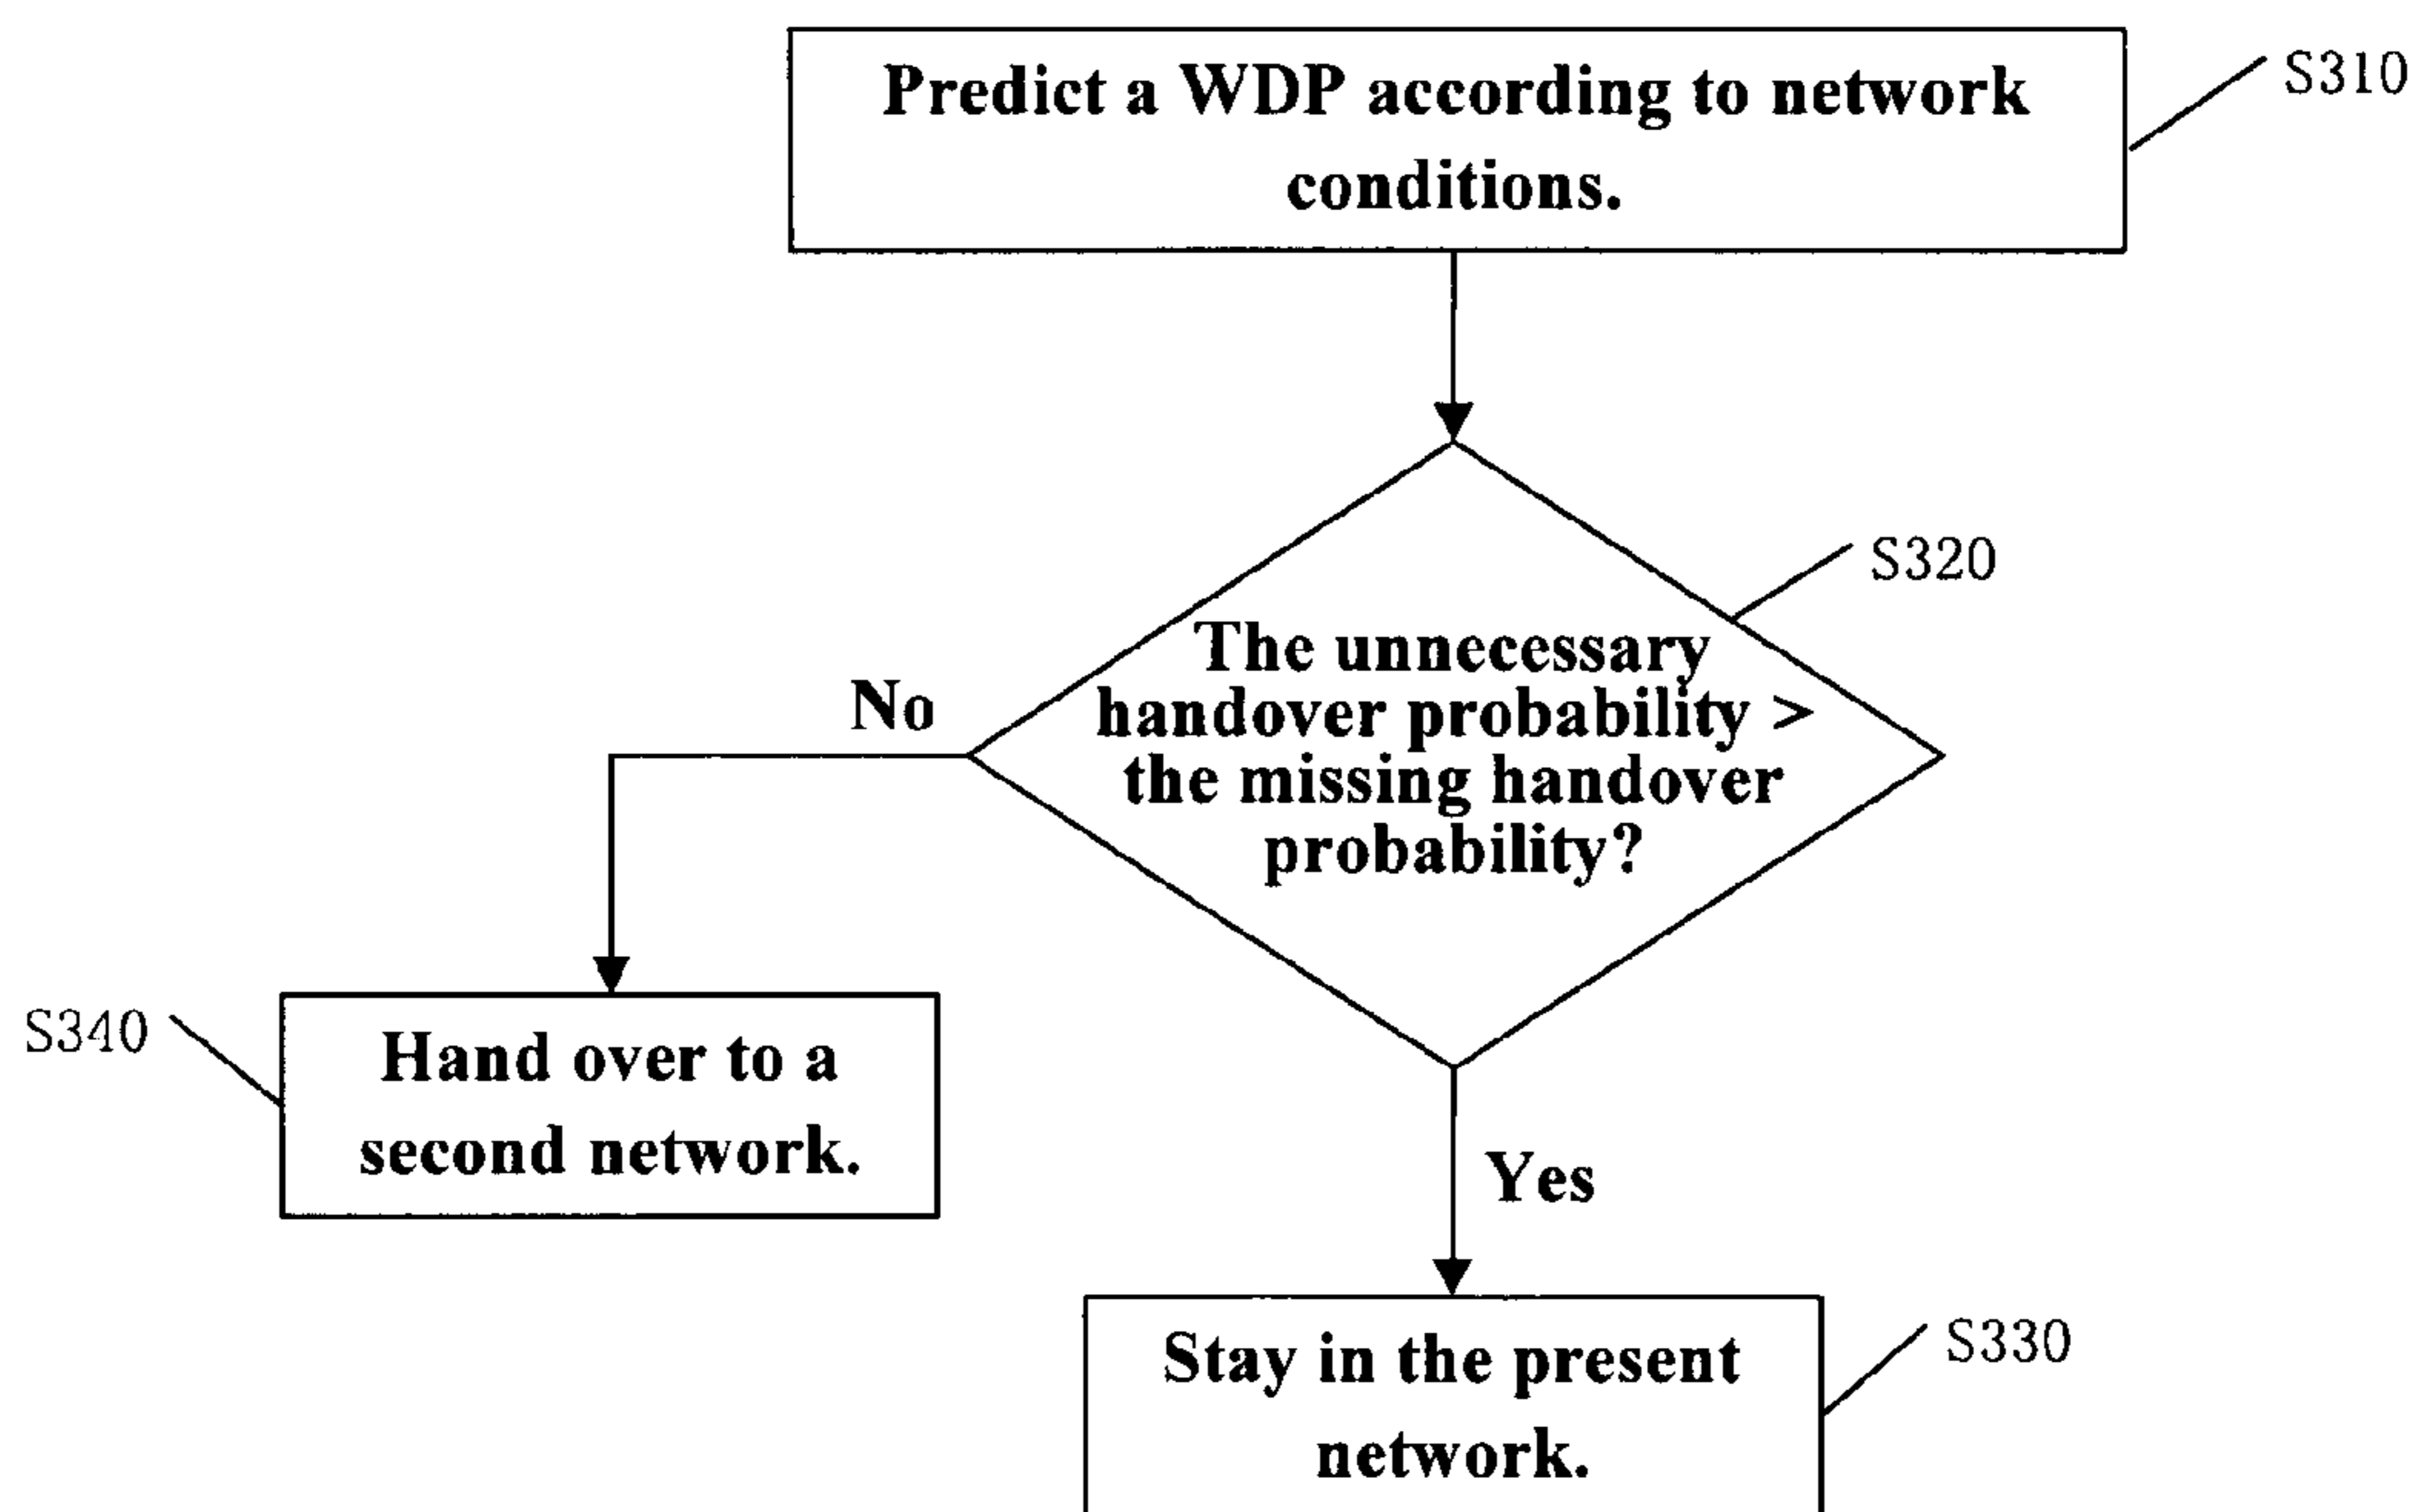 Predict a WDP according to network
conditions.
S310
S320
The unnecessary
handover probability >
the missing handover
probability?
No
S340
Hand over to a
second network.
Yes
Stay in the present
network.
S330